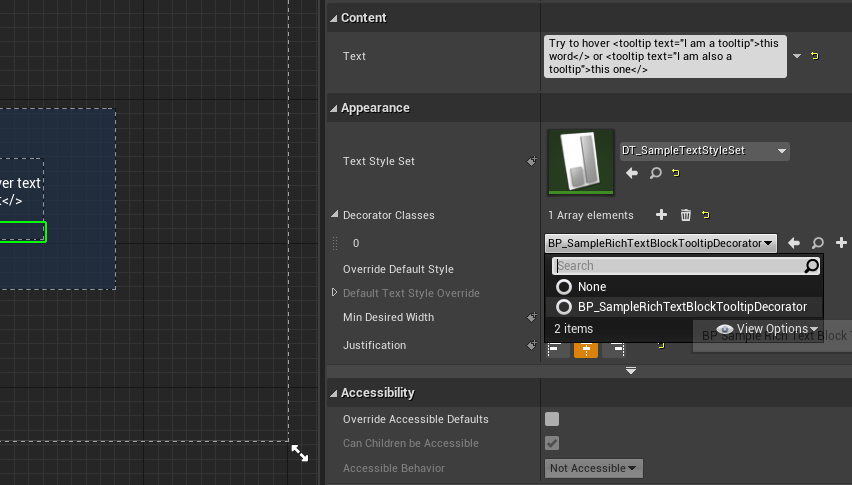 Content
Text
Try to hover <tooltip text="I am a tooltip">this
word</> or <tooltip text="I am also a
tooltip">this one</>
Appearance
Text Style Set
DT_SampleTextStyleSet
ver text
t</>
Decorator Classes
1 Array elements
0
BP_SampleRichTextBlockTooltipDecorator
Search
Override Default Style
None
Default Text Style Override
BP_SampleRichTextBlockTooltipDecorator
Min Desired Width
2 items
View Options
BP Sample Rich Text Block T
Justification
Accessibility
Override Accessible Defaults
Can Children be Accessible
Accessible Behavior
Not Accessible